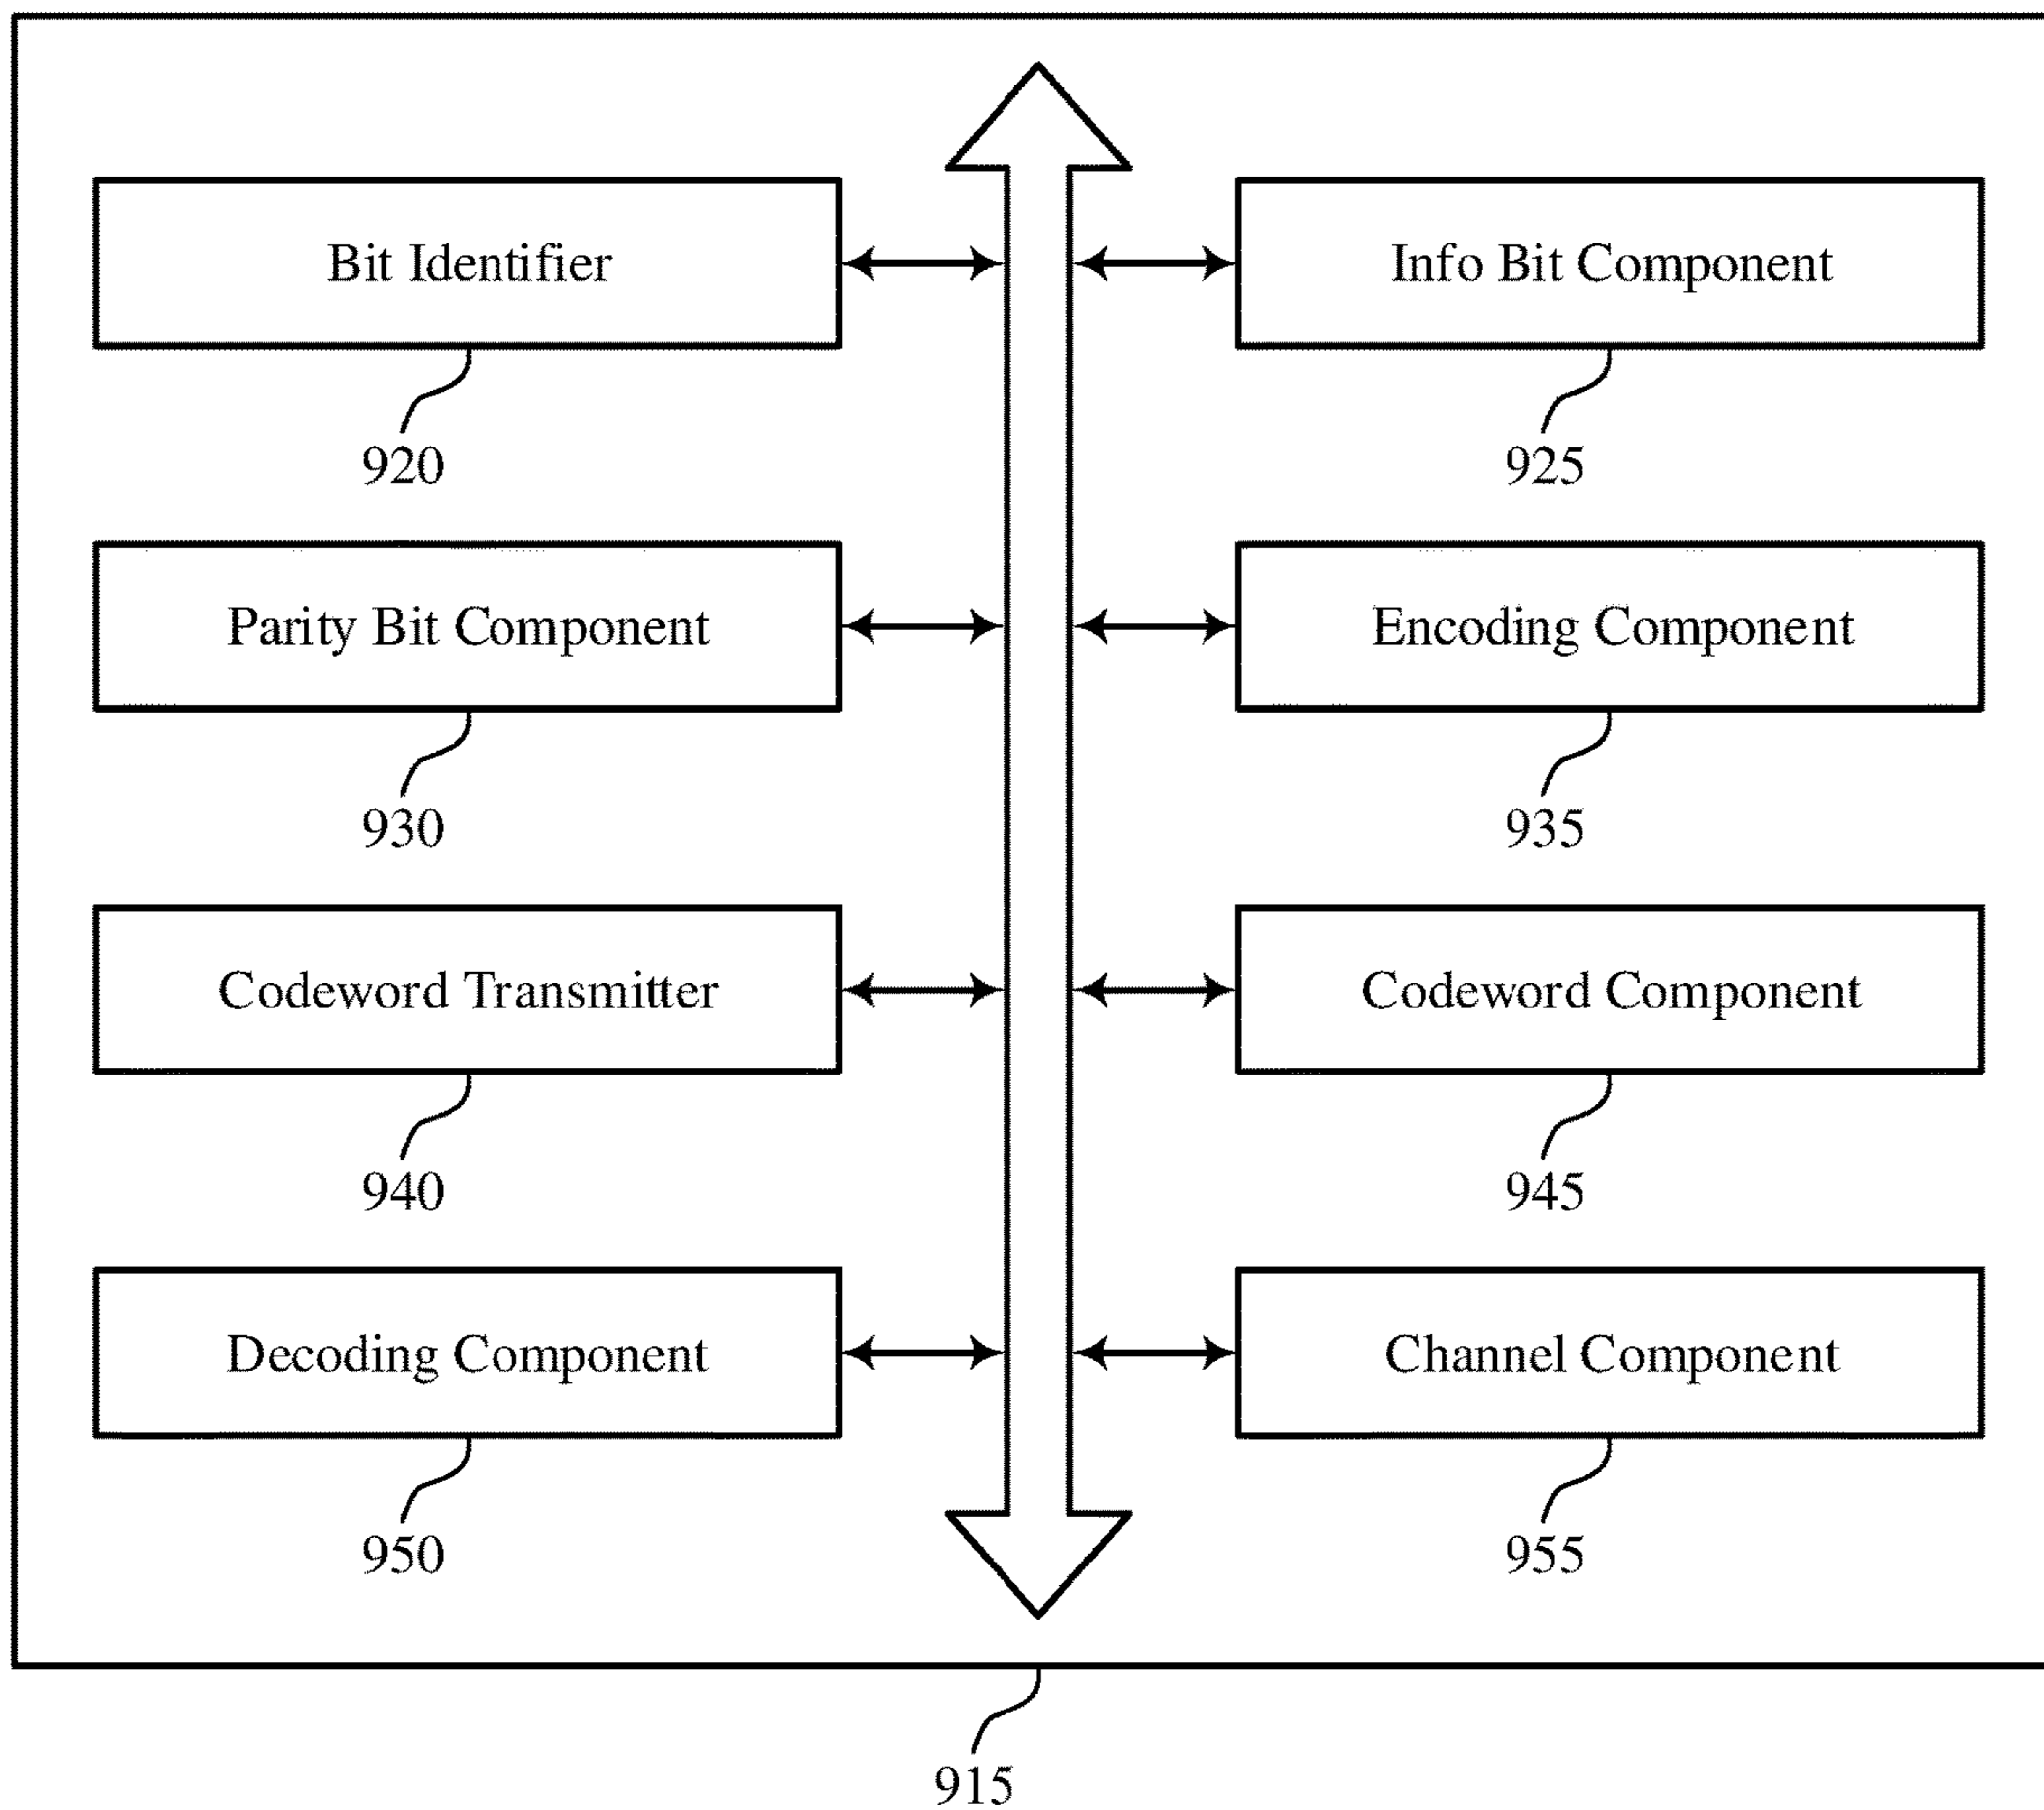 Bit Identifier
Info Bit Component
920
925
Parity Bit Component
Encoding Component
930
935
Codeword Transmitter
Codeword Component
940
945
Decoding Component
Channel Component
950
955
915